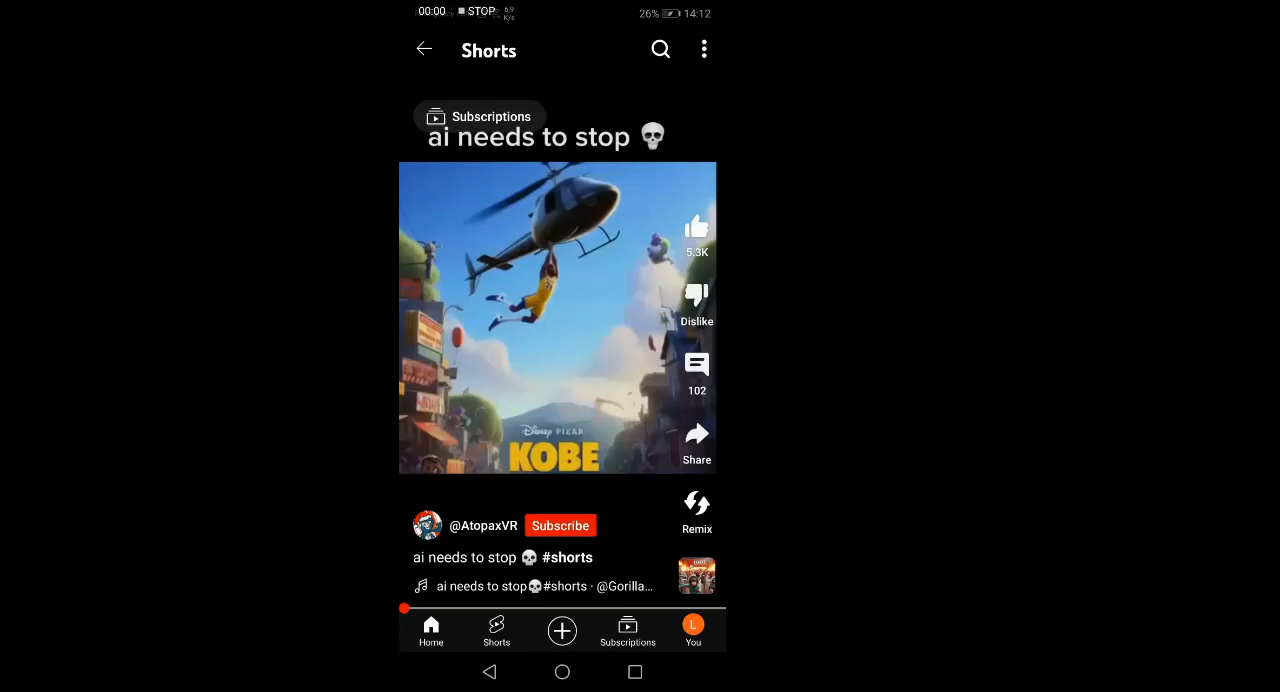 00:00 STOP 6,9 K/s 26% 14:12
Shorts
Subscriptions
ai needs to stop 💀
5.3K
Dislike
102
DISNEY PIXAR
KOBE
Share
@AtopaxVR Subscribe
Remix
ai needs to stop 💀 #shorts
ai needs to stop💀#shorts · @Gorilla...
Home Shorts Subscriptions L You